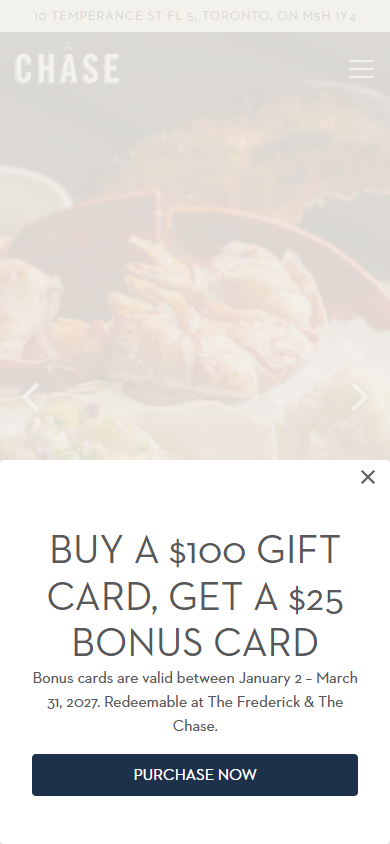 10 TEMPERANCE ST FL 5, TORONTO, ON M5H 1Y4
THE
CHASE
BUY A $100 GIFT
CARD, GET A $25
BONUS CARD
Bonus cards are valid between January 2 – March
31, 2027. Redeemable at The Frederick & The
Chase.
PURCHASE NOW